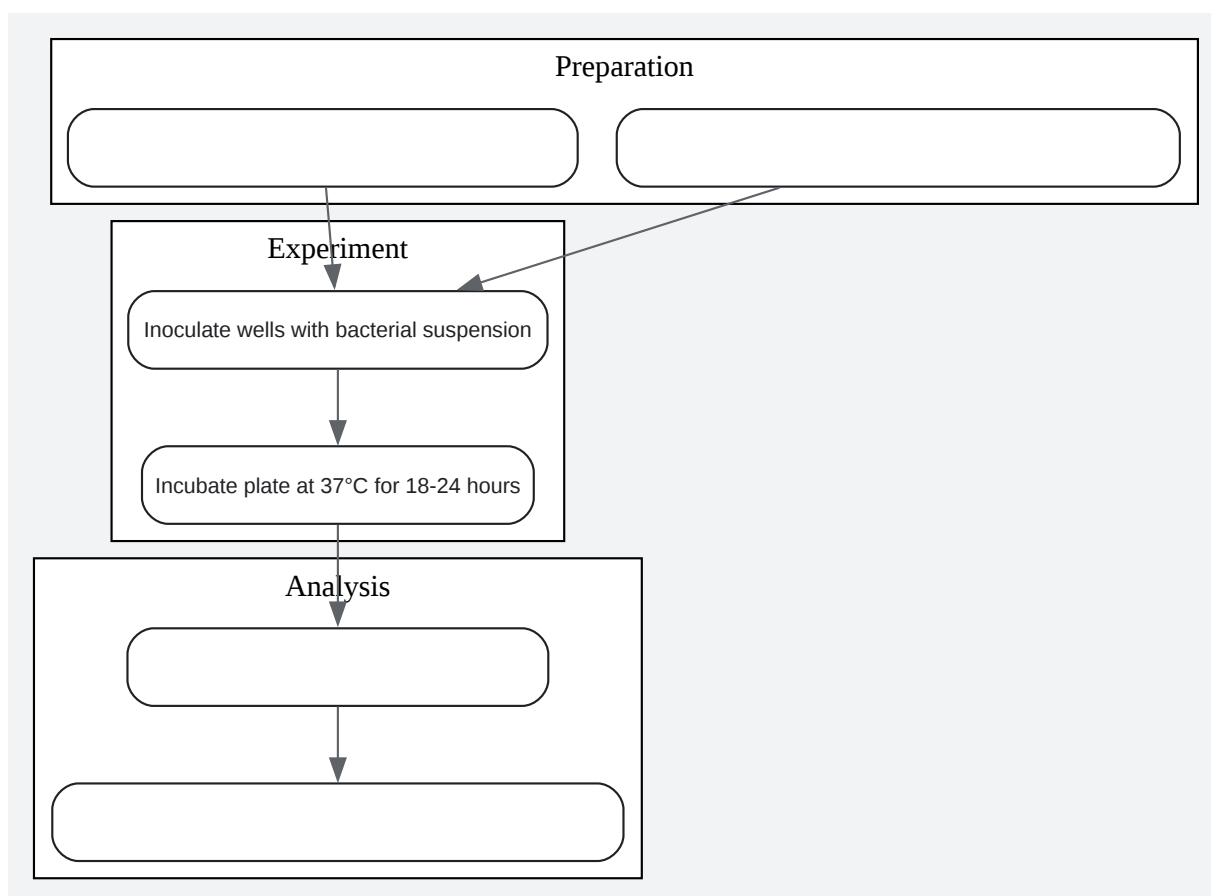 Preparation
Experiment
Inoculate wells with bacterial suspension
Incubate plate at 37°C for 18-24 hours
Analysis